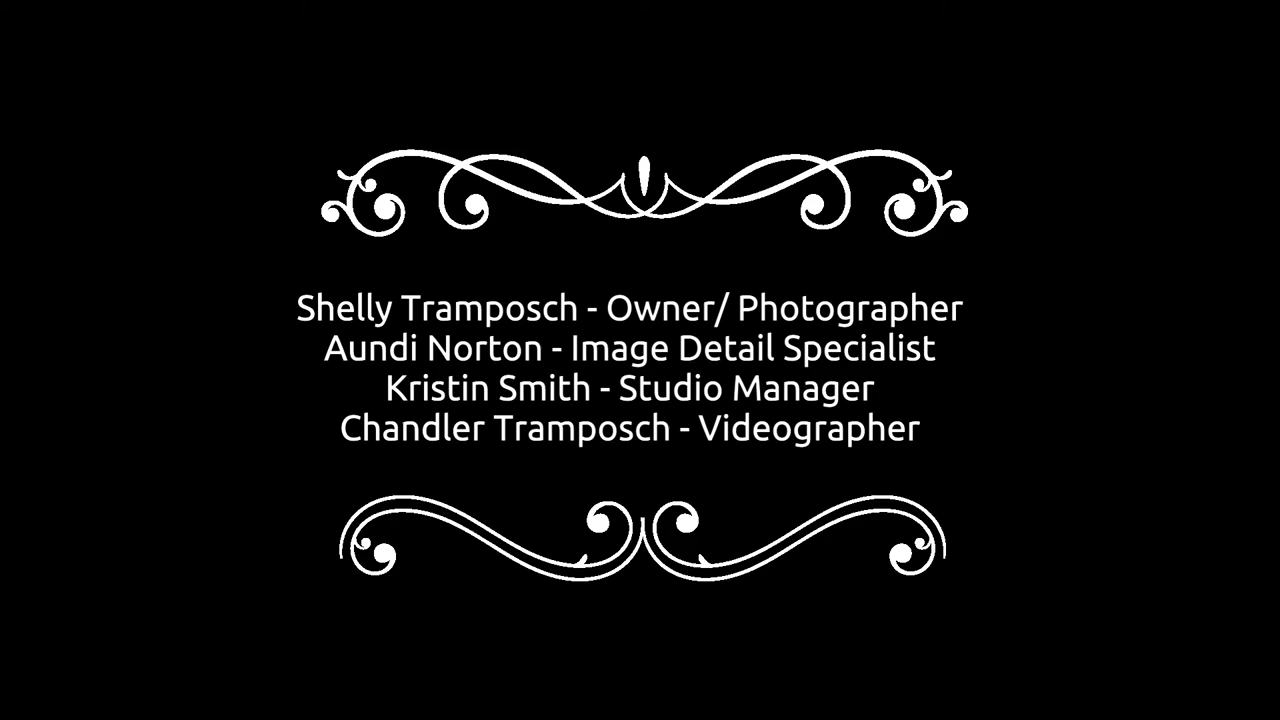 Shelly Tramposch - Owner/ Photographer
Aundi Norton - Image Detail Specialist
Kristin Smith - Studio Manager
Chandler Tramposch - Videographer